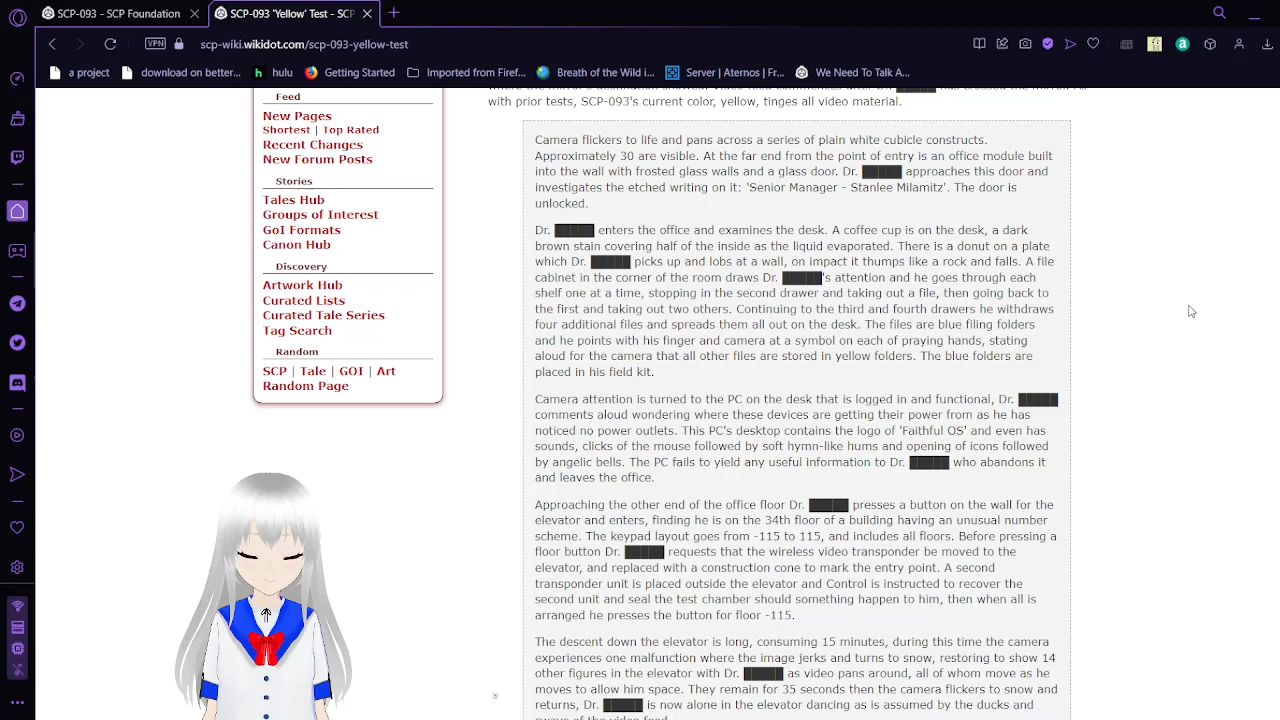 SCP-093 - SCP Foundation
SCP-093 'Yellow' Test - SCP
VPN
scp-wiki.wikidot.com/scp-093-yellow-test
a project
download on better...
hulu
Getting Started
Imported from Firef...
Breath of the Wild i...
Server | Aternos | Fr...
We Need To Talk A...
Feed
New Pages
Shortest | Top Rated
Recent Changes
New Forum Posts
Stories
Tales Hub
Groups of Interest
GoI Formats
Canon Hub
Discovery
Artwork Hub
Curated Lists
Curated Tale Series
Tag Search
Random
SCP | Tale | GOI | Art
Random Page
with prior tests, SCP-093's current color, yellow, tinges all video material.
Camera flickers to life and pans across a series of plain white cubicle constructs.
Approximately 30 are visible. At the far end from the point of entry is an office module built
into the wall with frosted glass walls and a glass door. Dr. █████ approaches this door and
investigates the etched writing on it: 'Senior Manager - Stanlee Milamitz'. The door is
unlocked.
Dr. █████ enters the office and examines the desk. A coffee cup is on the desk, a dark
brown stain covering half of the inside as the liquid evaporated. There is a donut on a plate
which Dr. █████ picks up and lobs at a wall, on impact it thumps like a rock and falls. A file
cabinet in the corner of the room draws Dr. █████'s attention and he goes through each
shelf one at a time, stopping in the second drawer and taking out a file, then going back to
the first and taking out two others. Continuing to the third and fourth drawers he withdraws
four additional files and spreads them all out on the desk. The files are blue filing folders
and he points with his finger and camera at a symbol on each of praying hands, stating
aloud for the camera that all other files are stored in yellow folders. The blue folders are
placed in his field kit.
Camera attention is turned to the PC on the desk that is logged in and functional, Dr. █████
comments aloud wondering where these devices are getting their power from as he has
noticed no power outlets. This PC's desktop contains the logo of 'Faithful OS' and even has
sounds, clicks of the mouse followed by soft hymn-like hums and opening of icons followed
by angelic bells. The PC fails to yield any useful information to Dr. █████ who abandons it
and leaves the office.
Approaching the other end of the office floor Dr. █████ presses a button on the wall for the
elevator and enters, finding he is on the 34th floor of a building having an unusual number
scheme. The keypad layout goes from -115 to 115, and includes all floors. Before pressing a
floor button Dr. █████ requests that the wireless video transponder be moved to the
elevator, and replaced with a construction cone to mark the entry point. A second
transponder unit is placed outside the elevator and Control is instructed to recover the
second unit and seal the test chamber should something happen to him, then when all is
arranged he presses the button for floor -115.
The descent down the elevator is long, consuming 15 minutes, during this time the camera
experiences one malfunction where the image jerks and turns to snow, restoring to show 14
other figures in the elevator with Dr. █████ as video pans around, all of whom move as he
moves to allow him space. They remain for 35 seconds then the camera flickers to snow and
returns, Dr. █████ is now alone in the elevator dancing as is assumed by the ducks and